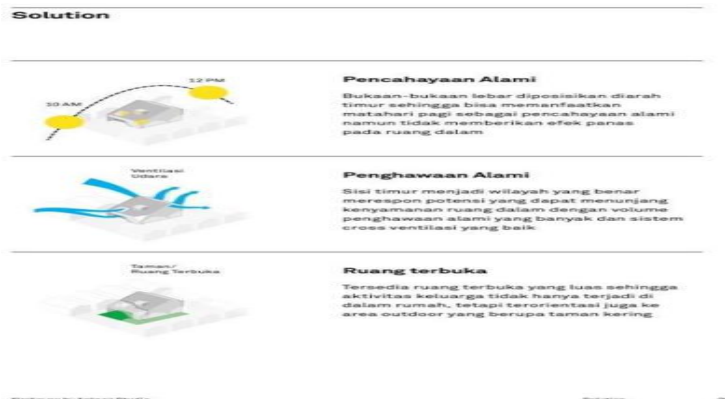 Solution
12 PM
10 AM
Pencahayaan Alami
Bukaan-bukaan lebar diposisikan diarah
timur sehingga bisa memanfaatkan
matahari pagi sebagai pencahayaan alami
namun tidak memberikan efek panas
pada ruang dalam
Ventilasi
Udara
Penghawaan Alami
Sisi timur menjadi wilayah yang benar
merespon potensi yang dapat menunjang
kenyamanan ruang dalam dengan volume
penghawaan alami yang banyak dan sistem
cross ventilasi yang baik
Taman/
Ruang Terbuka
Ruang terbuka
Tersedia ruang terbuka yang luas sehingga
aktivitas keluarga tidak hanya terjadi di
dalam rumah, tetapi terorientasi juga ke
area outdoor yang berupa taman kering
Solution